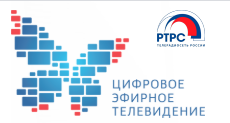 РТРС
ТЕЛЕРАДИОСЕТЬ РОССИИ
ЦИФРОВОЕ
ЭФИРНОЕ
ТЕЛЕВИДЕНИЕ